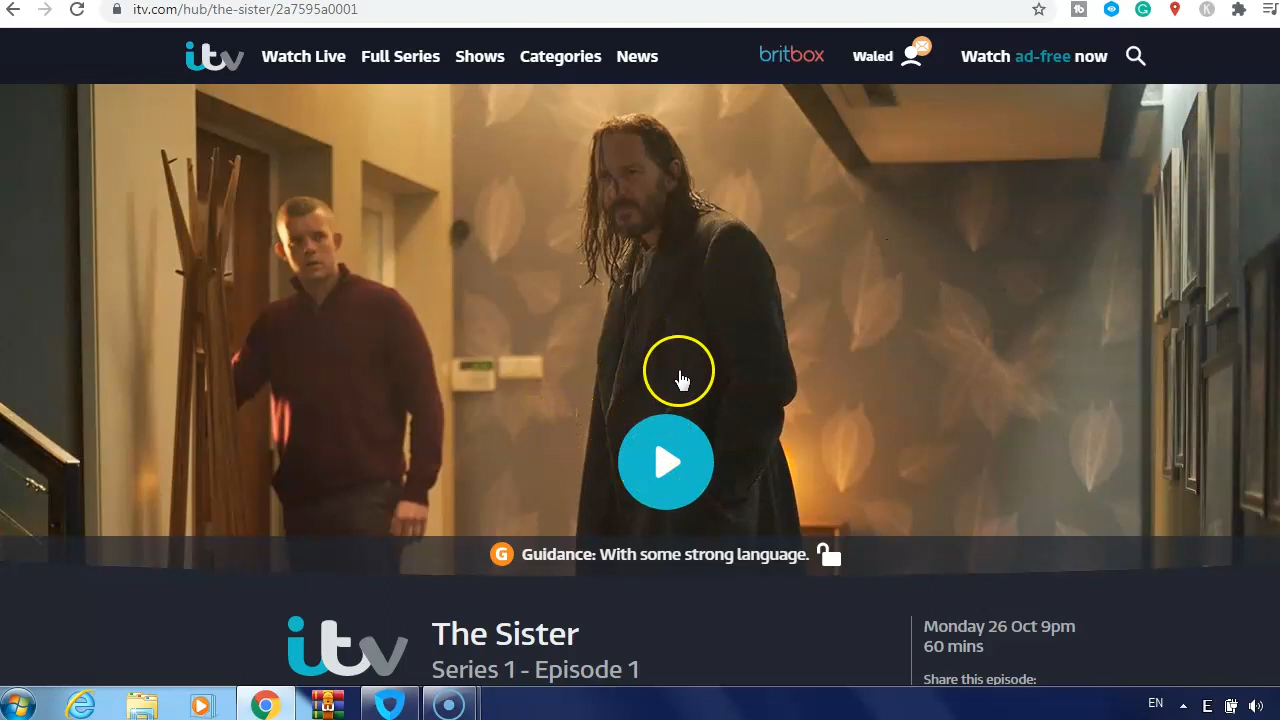 itv.com/hub/the-sister/2a7595a0001
itv Watch Live Full Series Shows Categories News britbox Waled Watch ad-free now
G Guidance: With some strong language.
itv The Sister
Series 1 - Episode 1
Monday 26 Oct 9pm
60 mins
Share this episode:
EN